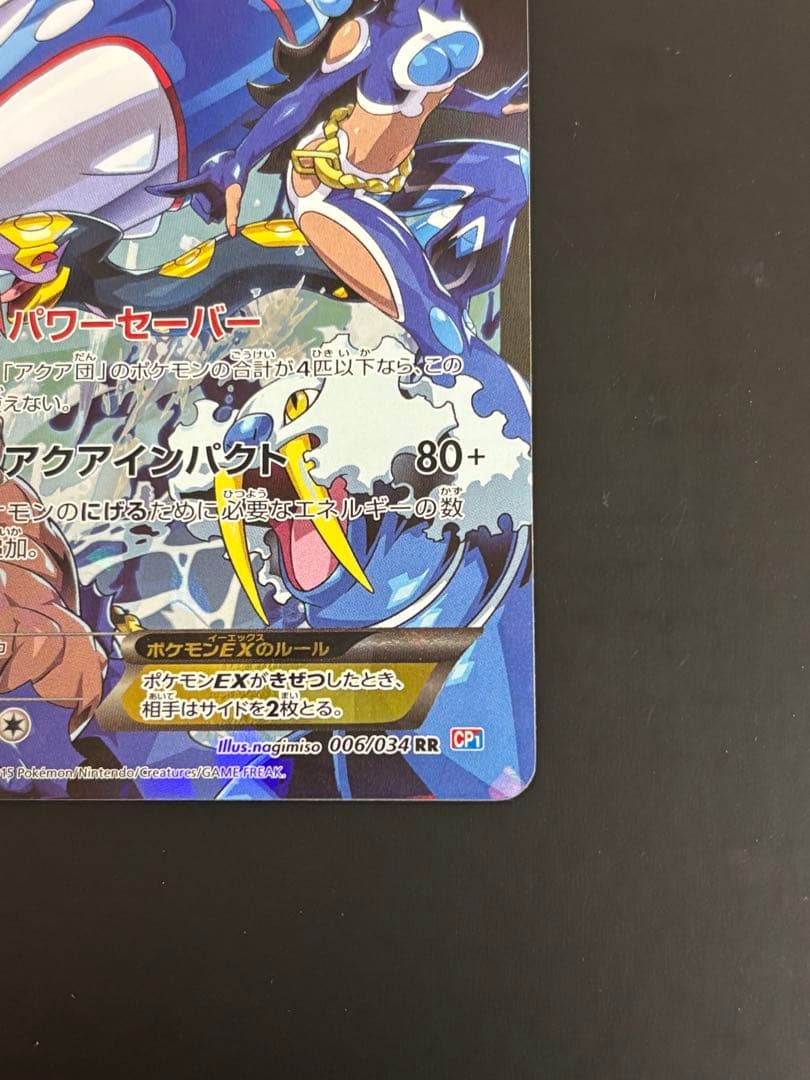 パワーセーバー
「アクア団」のポケモンの合計が4匹以下なら、この
えない。
アクアインパクト 80+
モンのにげるために必要なエネルギーの数
追加。
ポケモンEXのルール
ポケモンEXがきぜつしたとき、
相手はサイドを2枚とる。
Illus.nagimiso 006/034 RR CP1
15 Pokémon/Nintendo/Creatures/GAME FREAK.